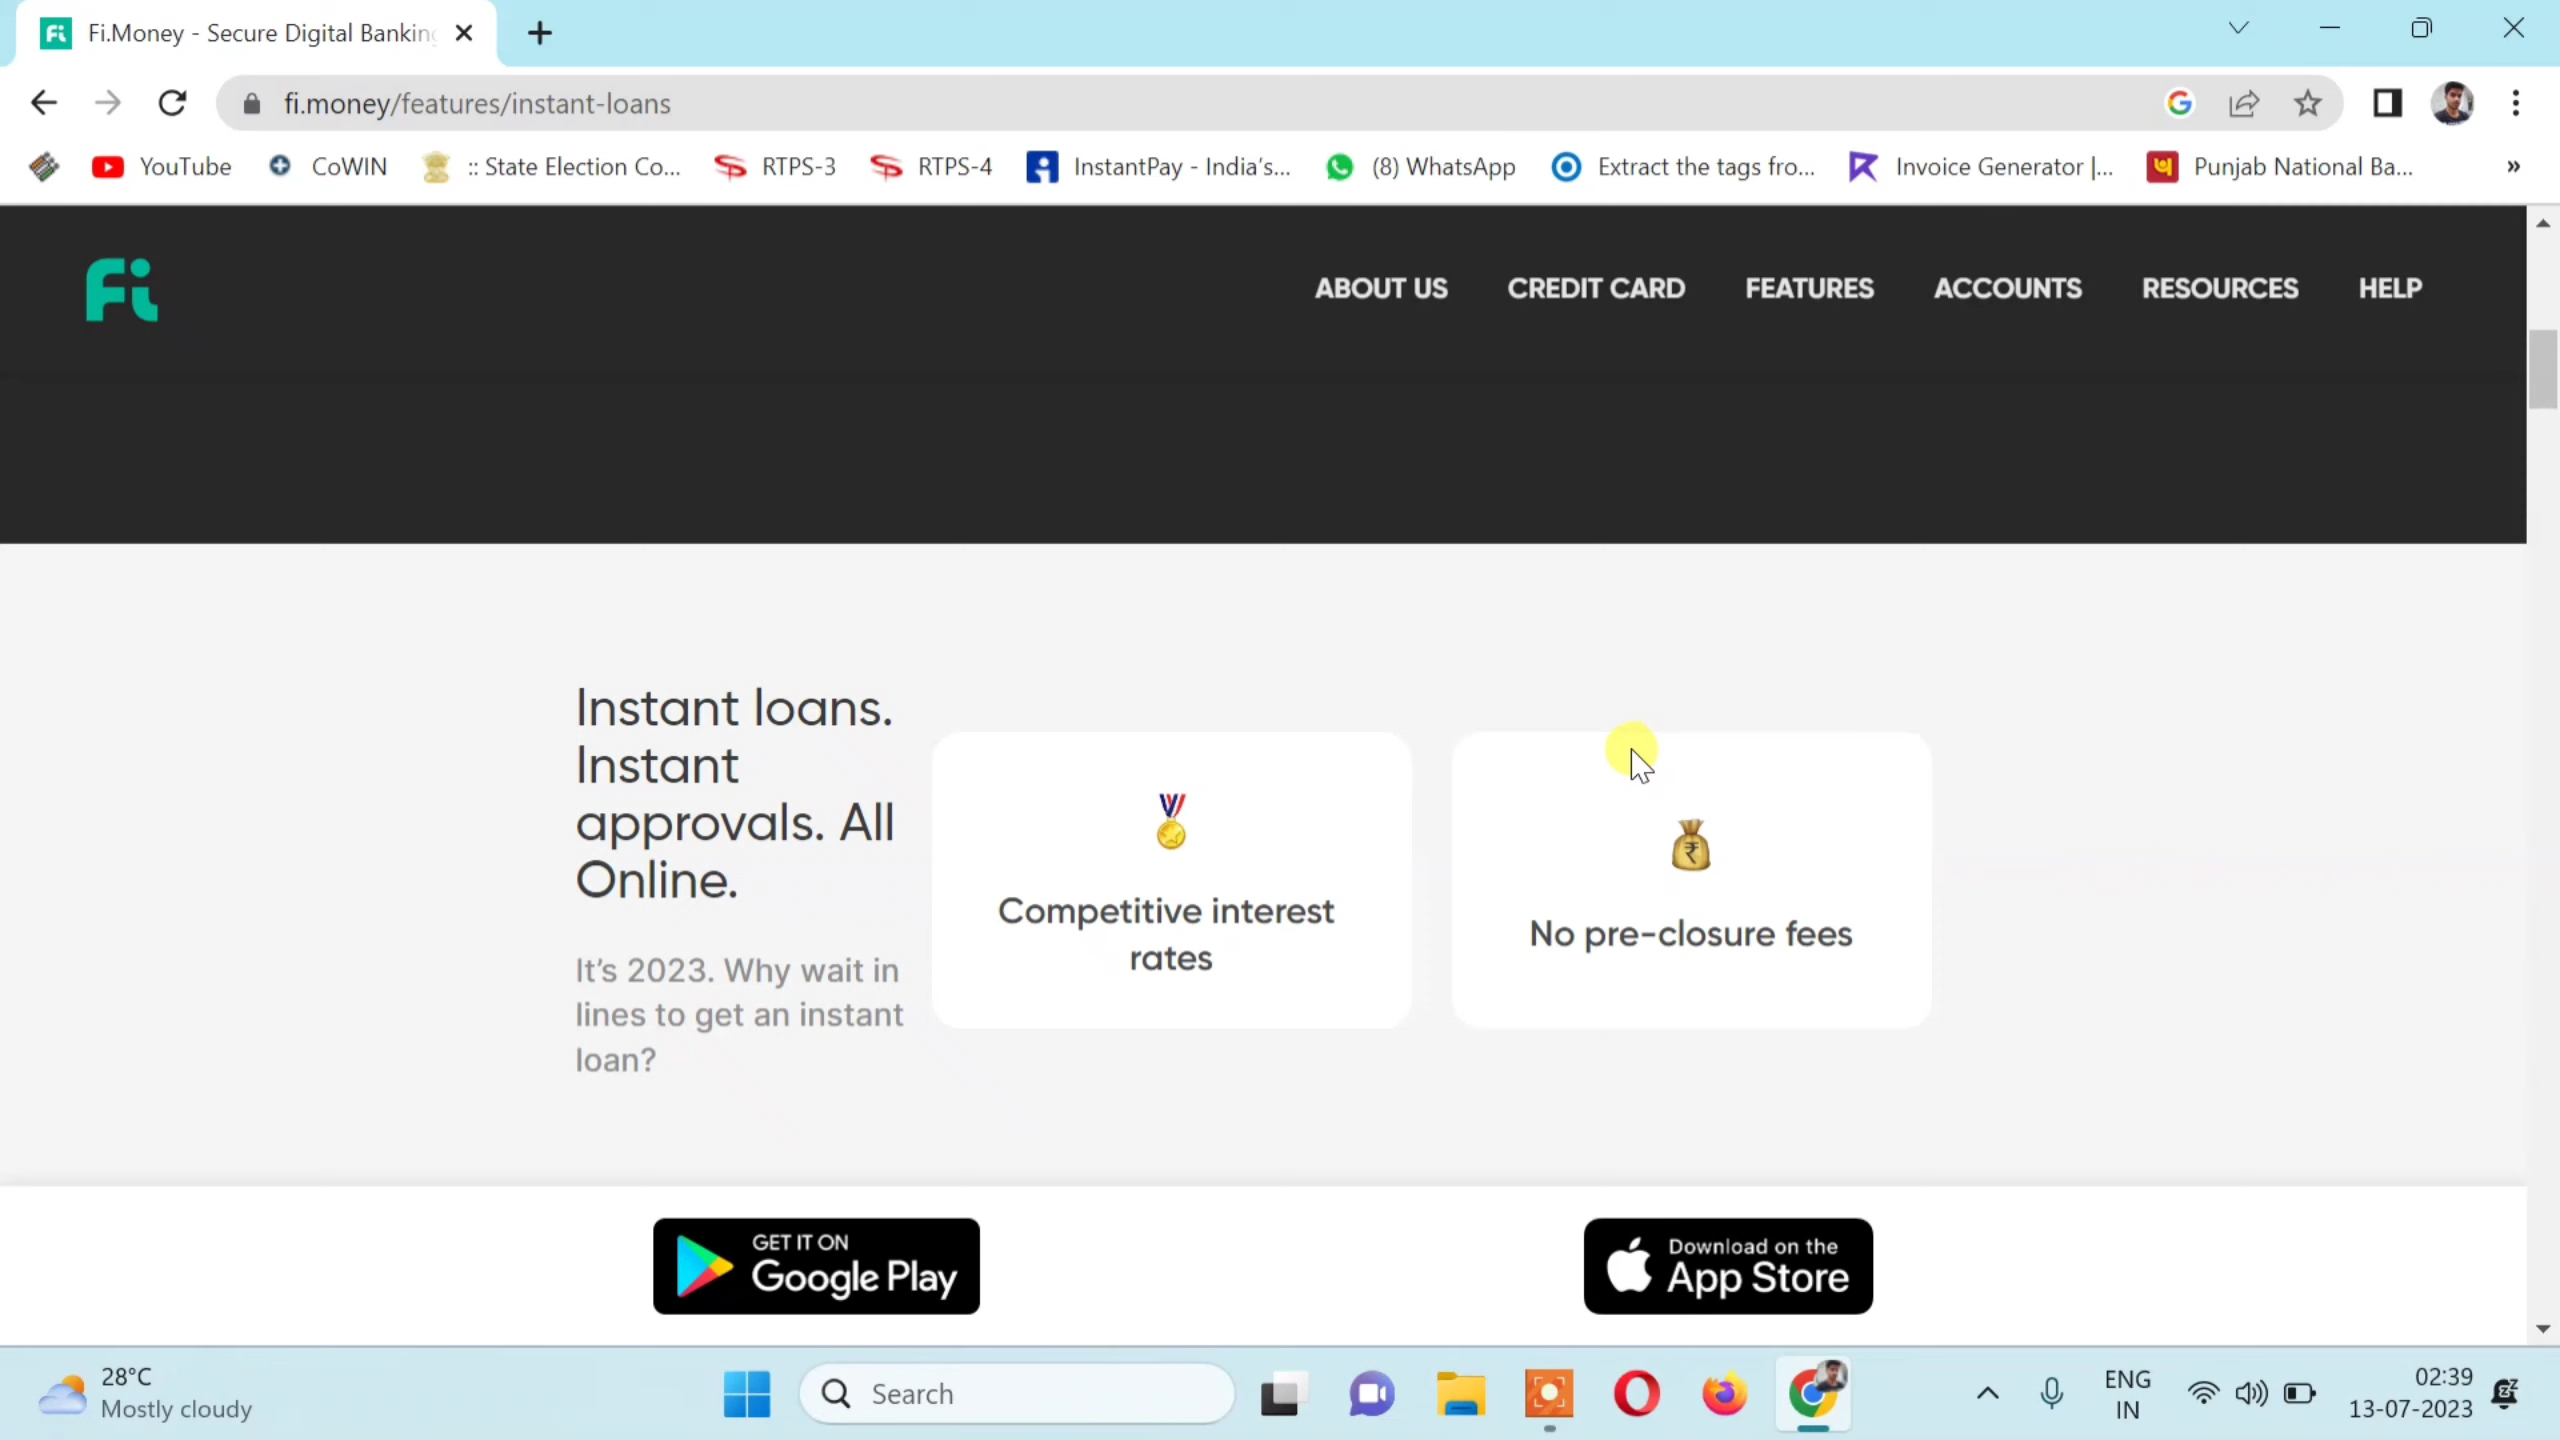 Fi.Money - Secure Digital Banking
fi.money/features/instant-loans
YouTube CoWIN :: State Election Co... RTPS-3 RTPS-4 InstantPay - India's... (8) WhatsApp Extract the tags fro... Invoice Generator |... Punjab National Ba... »
Fi ABOUT US CREDIT CARD FEATURES ACCOUNTS RESOURCES HELP
Instant loans.
Instant
approvals. All
Online.
It's 2023. Why wait in
lines to get an instant
loan?
Competitive interest
rates
No pre-closure fees
GET IT ON
Google Play
Download on the
App Store
28°C
Mostly cloudy
Search
ENG
IN
02:39
13-07-2023